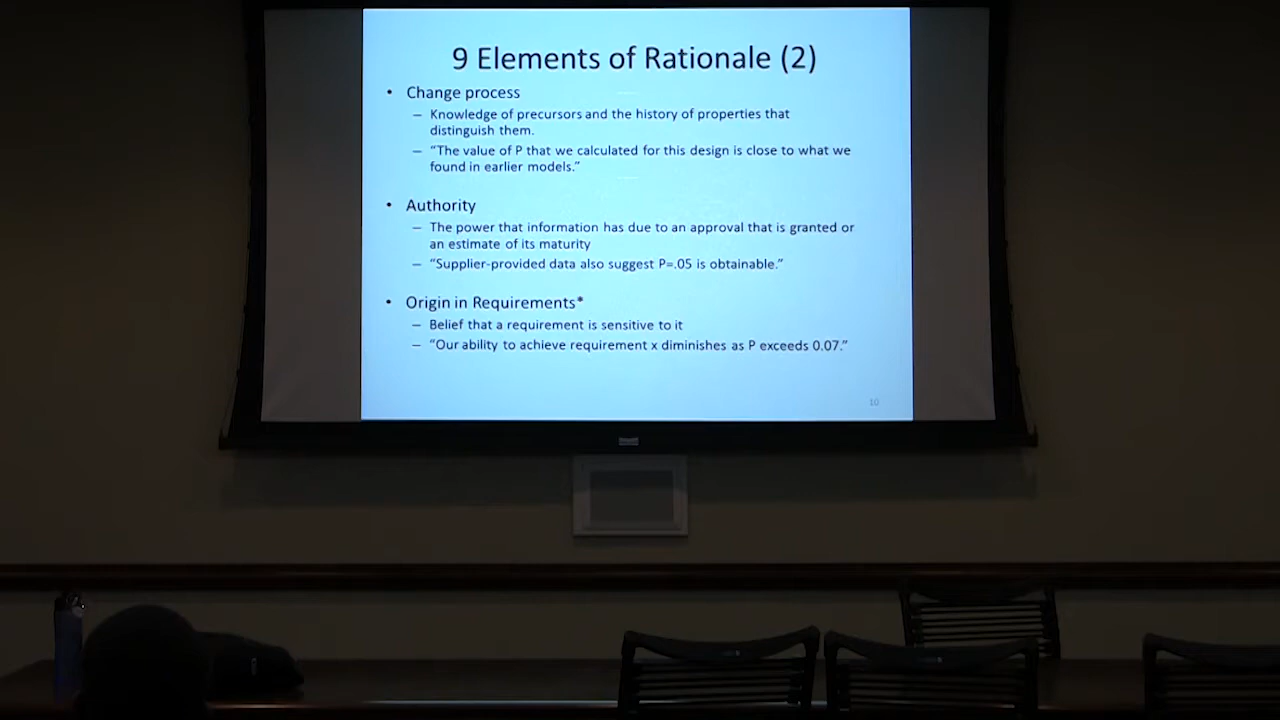 9 Elements of Rationale (2)
• Change process
– Knowledge of precursors and the history of properties that
distinguish them.
– “The value of P that we calculated for this design is close to what we
found in earlier models.”
• Authority
– The power that information has due to an approval that is granted or
an estimate of its maturity
– “Supplier-provided data also suggest P=.05 is obtainable.”
• Origin in Requirements*
– Belief that a requirement is sensitive to it
– “Our ability to achieve requirement x diminishes as P exceeds 0.07.”
10